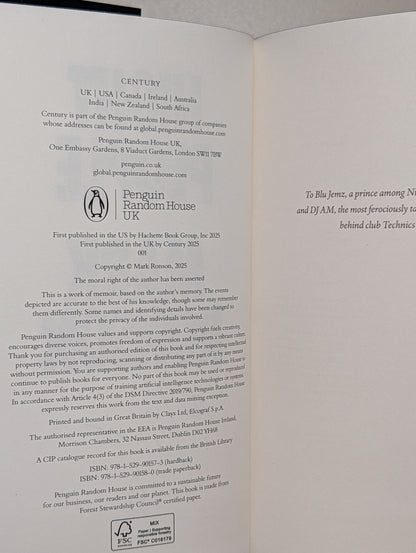 CENTURY
UK | USA | Canada | Ireland | Australia
India | New Zealand | South Africa
Century is part of the Penguin Random House group of companies
whose addresses can be found at global.penguinrandomhouse.com
Penguin Random House UK,
One Embassy Gardens, 8 Viaduct Gardens, London SW11 7BW
penguin.co.uk
global.penguinrandomhouse.com
Penguin
Random House
UK
First published in the US by Hachette Book Group, Inc 2025
First published in the UK by Century 2025
001
Copyright © Mark Ronson, 2025
The moral right of the author has been asserted
This is a work of memoir, based on the author's memory. The events
depicted are accurate to the best of his knowledge, though some may remember
them differently. Some names and identifying details have been changed to
protect the privacy of the individuals involved.
Penguin Random House values and supports copyright. Copyright fuels creativity,
encourages diverse voices, promotes freedom of expression and supports a vibrant culture.
Thank you for purchasing an authorised edition of this book and for respecting intellectual
property laws by not reproducing, scanning or distributing any part of it by any means
without permission. You are supporting authors and enabling Penguin Random House to
continue to publish books for everyone. No part of this book may be used or reproduced
in any manner for the purpose of training artificial intelligence technologies or systems.
In accordance with Article 4(3) of the DSM Directive 2019/790, Penguin Random House
expressly reserves this work from the text and data mining exception.
Printed and bound in Great Britain by Clays Ltd, Elcograf S.p.A.
The authorised representative in the EEA is Penguin Random House Ireland,
Morrison Chambers, 32 Nassau Street, Dublin D02 YH68
A CIP catalogue record for this book is available from the British Library
ISBN: 978–1–529–90157–3 (hardback)
ISBN: 978–1–529–90158–0 (trade paperback)
Penguin Random House is committed to a sustainable future
for our business, our readers and our planet. This book is made from
Forest Stewardship Council® certified paper.
FSC
MIX
Paper | Supporting
responsible forestry
FSC® C018179
To Blu Jemz, a prince among Ni
and DJ AM, the most ferociously ta
behind club Technics